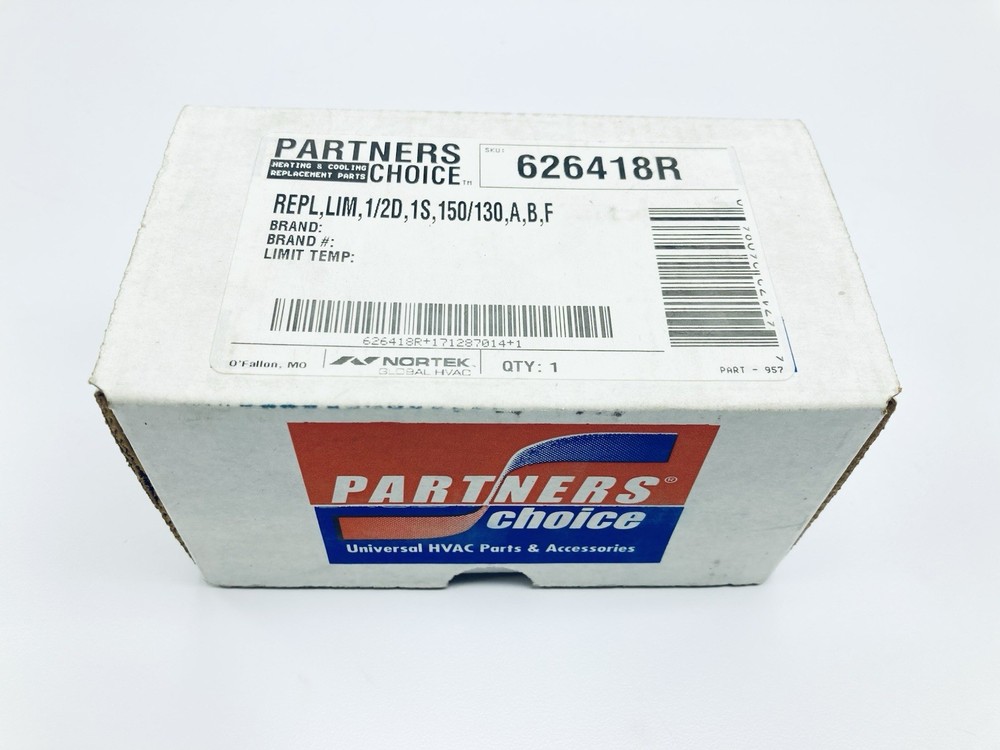 PARTNERS
HEATING & COOLING
REPLACEMENT PARTS
CHOICE™
SKU:
626418R
REPL,LIM,1/2D,1S,150/130,A,B,F
BRAND:
BRAND #:
LIMIT TEMP:
626418R+171287014+1
O'Fallon, MO
NORTEK
GLOBAL HVAC
QTY: 1
PART - 957
PARTNERS®
choice
Universal HVAC Parts & Accessories